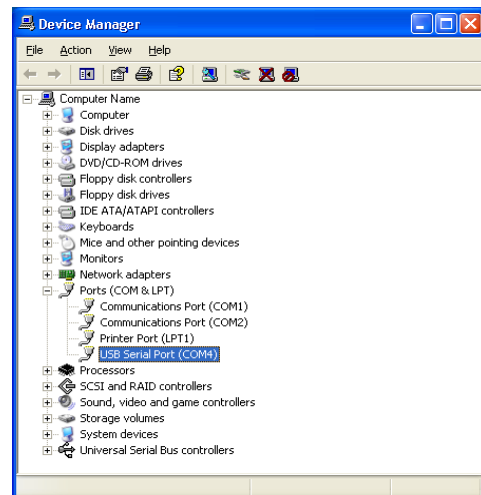 Device Manager
File Action View Help
Computer Name
Computer
Disk drives
Display adapters
DVD/CD-ROM drives
Floppy disk controllers
Floppy disk drives
IDE ATA/ATAPI controllers
Keyboards
Mice and other pointing devices
Monitors
Network adapters
Ports (COM & LPT)
Communications Port (COM1)
Communications Port (COM2)
Printer Port (LPT1)
USB Serial Port (COM4)
Processors
SCSI and RAID controllers
Sound, video and game controllers
Storage volumes
System devices
Universal Serial Bus controllers